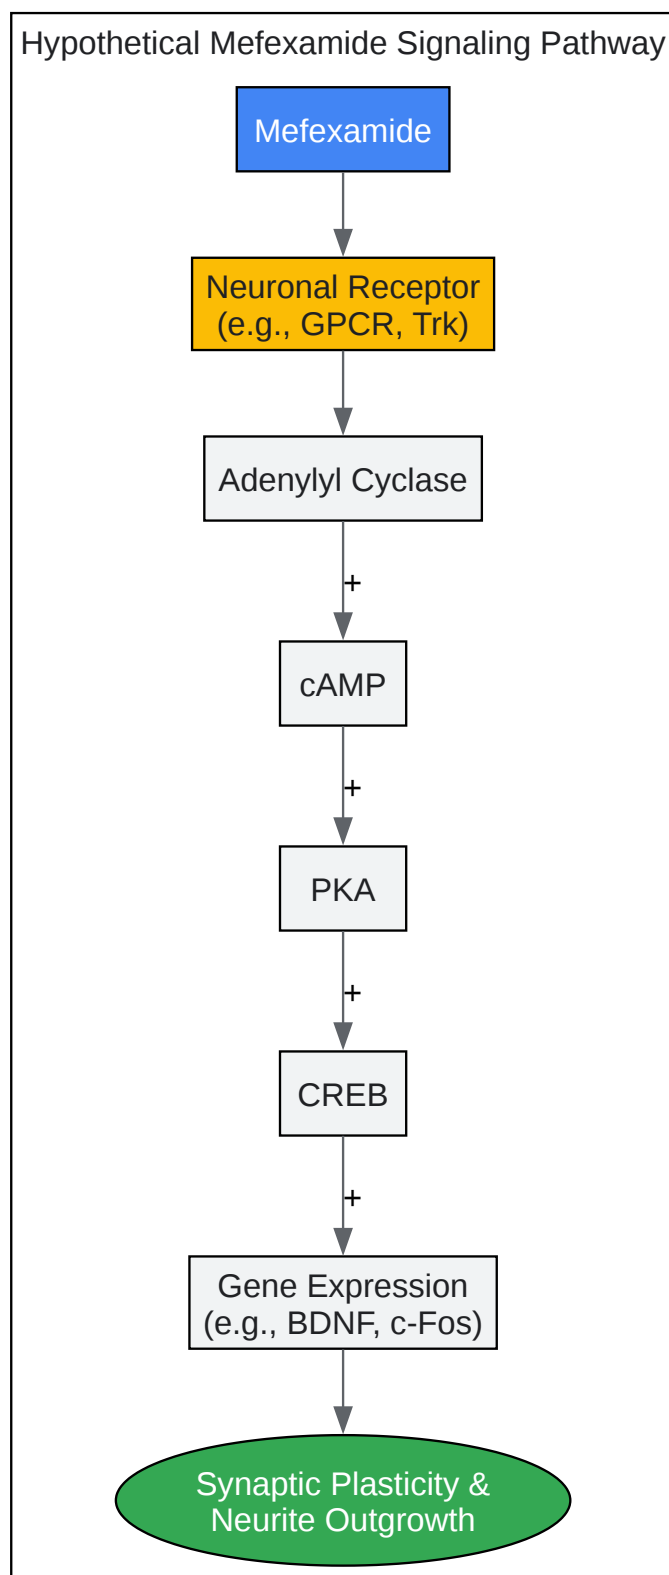 Hypothetical Mefexamide Signaling Pathway
Mefexamide
Neuronal Receptor
(e.g., GPCR, Trk)
Adenylyl Cyclase
+
cAMP
+
PKA
+
CREB
+
Gene Expression
(e.g., BDNF, c-Fos)
Synaptic Plasticity &
Neurite Outgrowth